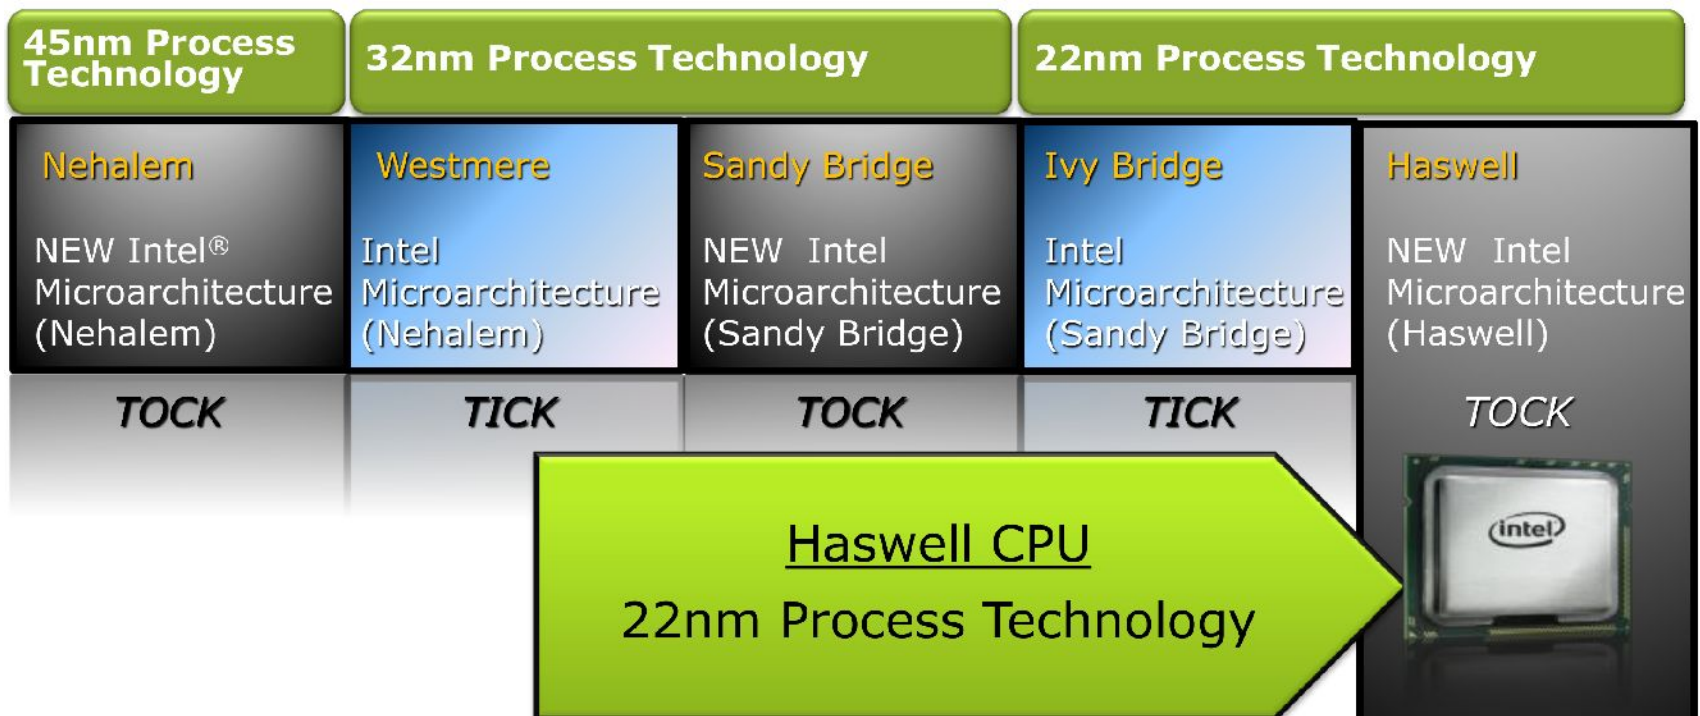 45nm Process
Technology
32nm Process Technology
22nm Process Technology
Nehalem
NEW Intel®
Microarchitecture
(Nehalem)
TOCK
Westmere
Intel
Microarchitecture
(Nehalem)
TICK
Sandy Bridge
NEW Intel
Microarchitecture
(Sandy Bridge)
TOCK
Ivy Bridge
Intel
Microarchitecture
(Sandy Bridge)
TICK
Haswell
NEW Intel
Microarchitecture
(Haswell)
TOCK
Haswell CPU
22nm Process Technology
intel